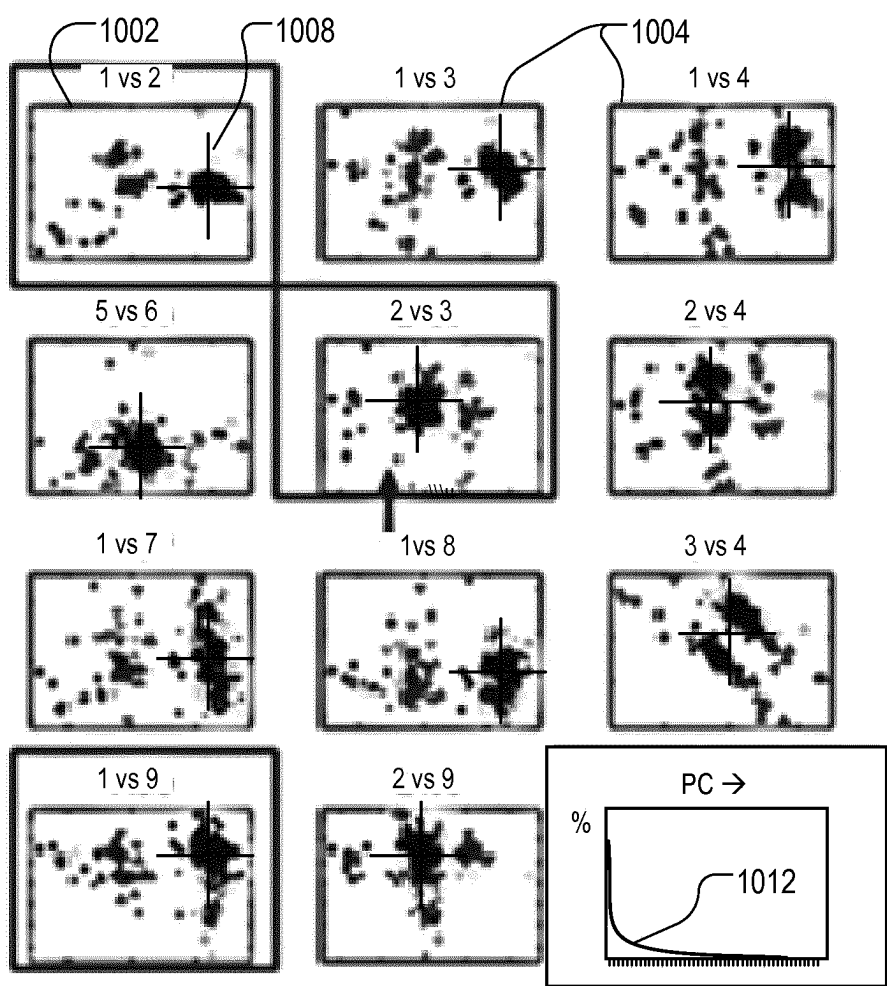 1002
1008
1004
1 vs 2
1 vs 3
1 vs 4
5 vs 6
2 vs 3
2 vs 4
1 vs 7
1vs 8
3 vs 4
1 vs 9
2 vs 9
PC →
%
1012